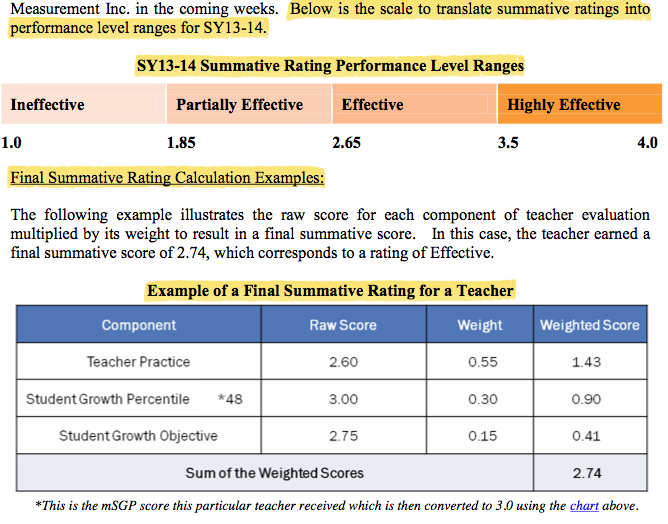 Measurement Inc. in the coming weeks. Below is the scale to translate summative ratings into
performance level ranges for SY13-14.
SY13-14 Summative Rating Performance Level Ranges
Ineffective Partially Effective Effective Highly Effective
1.0 1.85 2.65 3.5 4.0
Final Summative Rating Calculation Examples:
The following example illustrates the raw score for each component of teacher evaluation
multiplied by its weight to result in a final summative score. In this case, the teacher earned a
final summative score of 2.74, which corresponds to a rating of Effective.
Example of a Final Summative Rating for a Teacher
Component Raw Score Weight Weighted Score
Teacher Practice 2.60 0.55 1.43
Student Growth Percentile *48 3.00 0.30 0.90
Student Growth Objective 2.75 0.15 0.41
Sum of the Weighted Scores 2.74
*This is the mSGP score this particular teacher received which is then converted to 3.0 using the chart above.